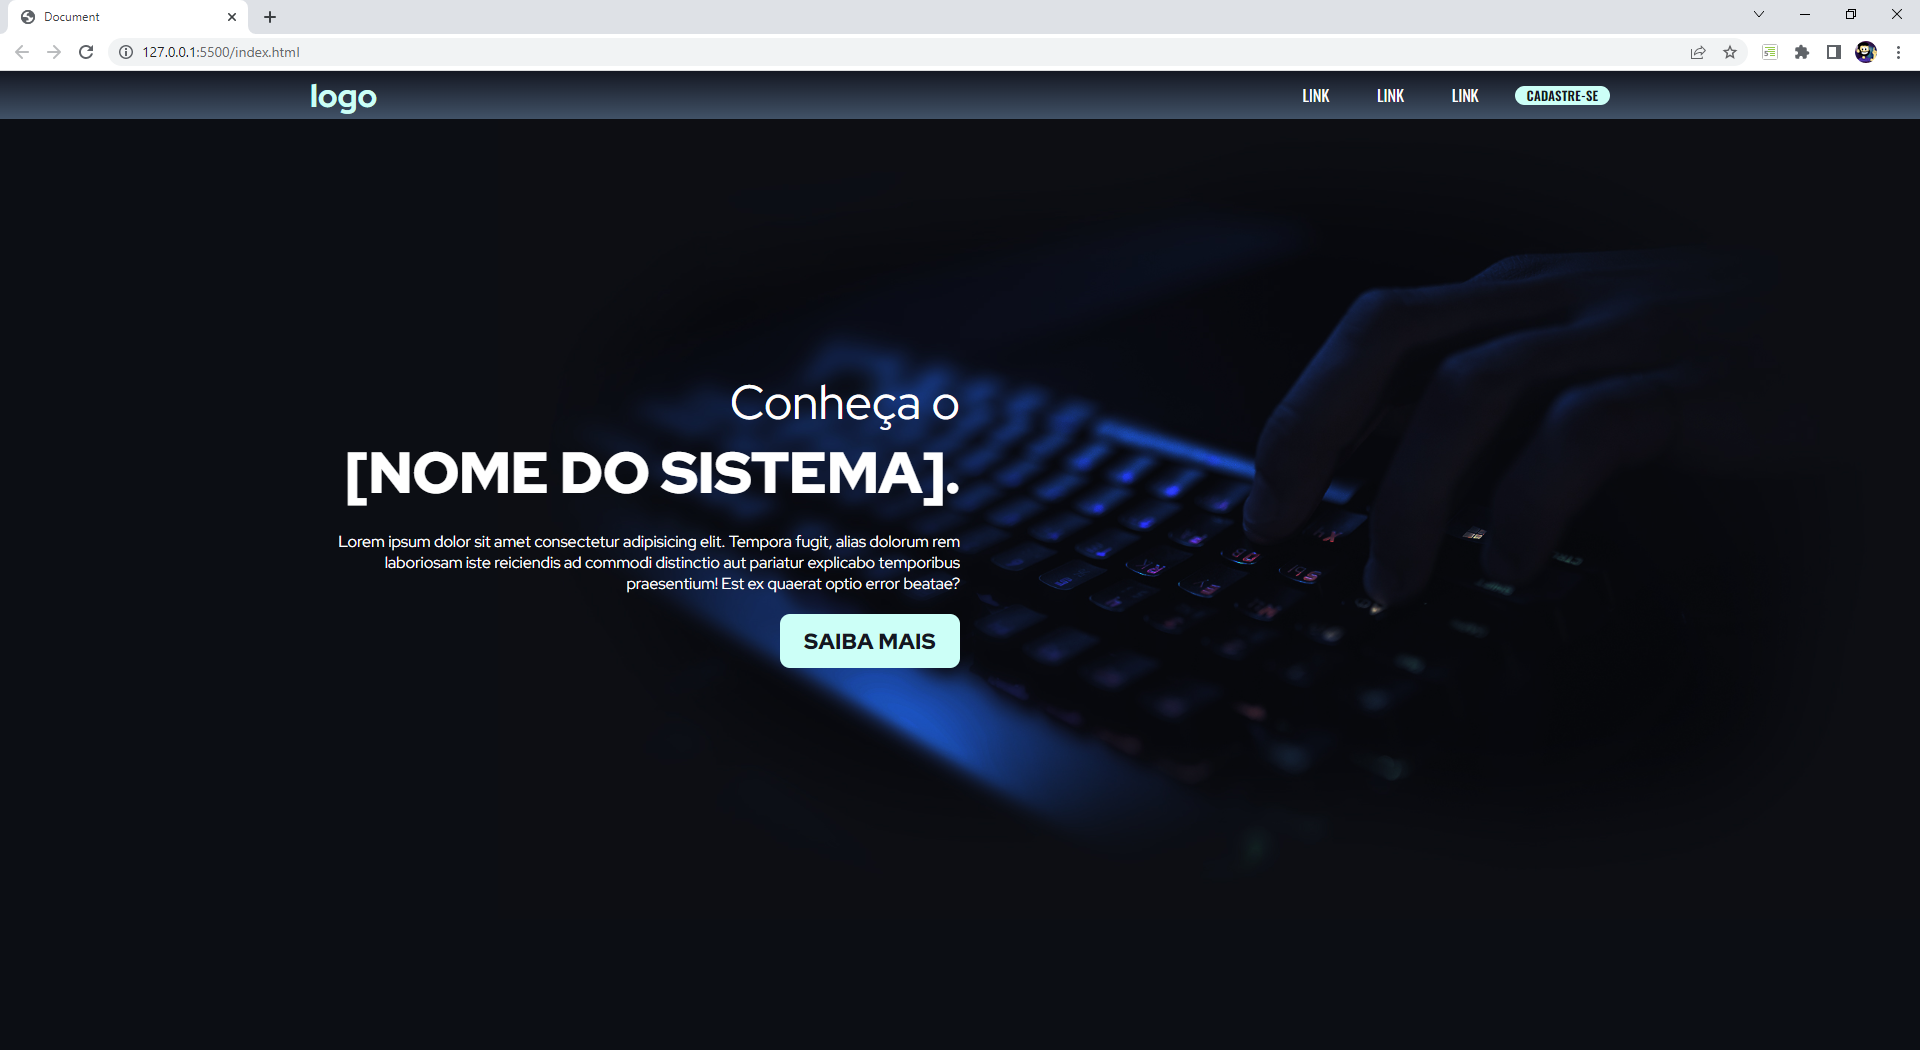 Document
127.0.0.1:5500/index.html
logo
LINK LINK LINK CADASTRE-SE
Conheça o
[NOME DO SISTEMA].
Lorem ipsum dolor sit amet consectetur adipisicing elit. Tempora fugit, alias dolorum rem
laboriosam iste reiciendis ad commodi distinctio aut pariatur explicabo temporibus
praesentium! Est ex quaerat optio error beatae?
SAIBA MAIS